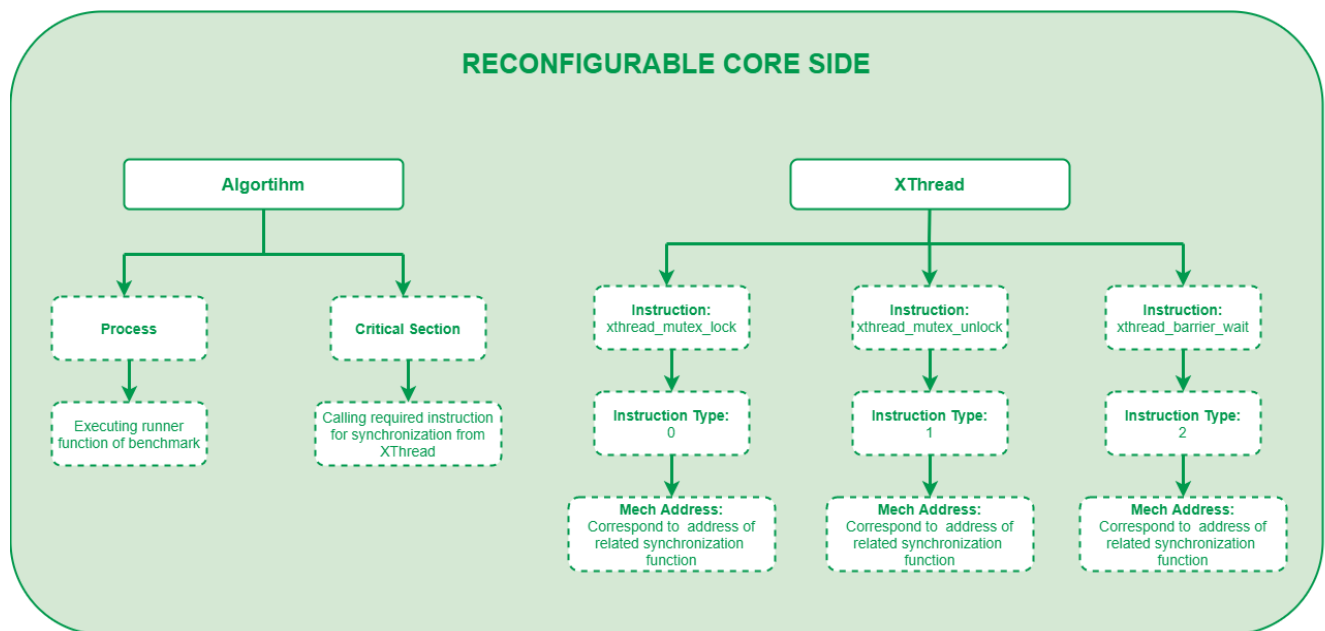 RECONFIGURABLE CORE SIDE
Algortihm
XThread
Process
Critical Section
Instruction:
xthread_mutex_lock
Instruction:
xthread_mutex_unlock
Instruction:
xthread_barrier_wait
Executing runner
function of benchmark
Calling required instruction
for synchronization from
XThread
Instruction Type:
0
Instruction Type:
1
Instruction Type:
2
Mech Address:
Correspond to address of
related synchronization
function
Mech Address:
Correspond to address of
related synchronization
function
Mech Address:
Correspond to address of
related synchronization
function